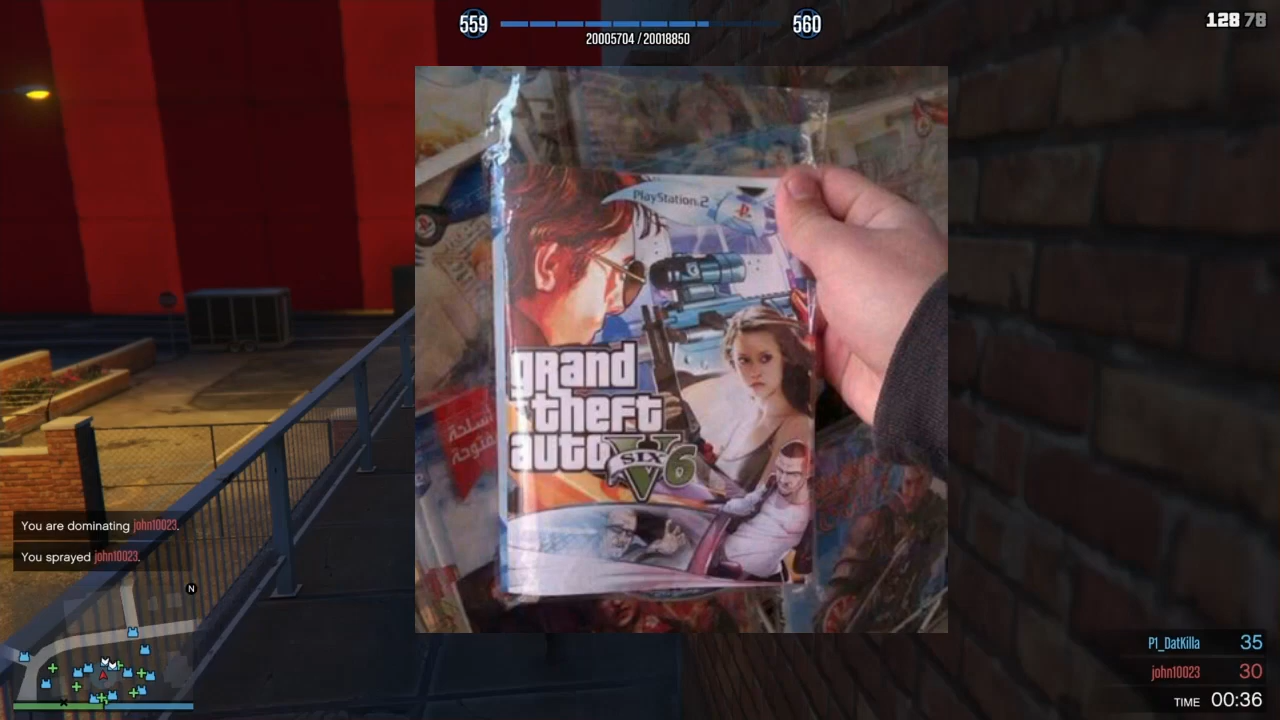 559
560
20005704 / 20018850
128 78
PlayStation 2
grand
theft
auto V 6
SIX
أسلحة
مفتوحة
You are dominating john10023.
You sprayed john10023.
N
P1_DatKilla 35
john10023 30
TIME 00:36